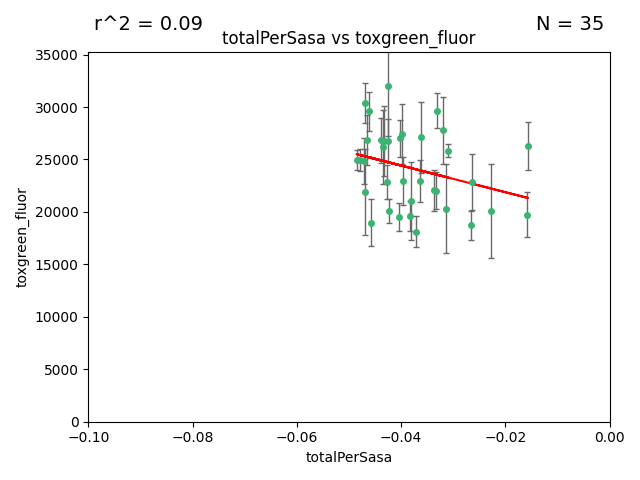 r^2 = 0.09
N = 35
totalPerSasa vs toxgreen_fluor
35000
30000
25000
20000
15000
10000
5000
0
toxgreen_fluor
−0.10
−0.08
−0.06
−0.04
−0.02
0.00
totalPerSasa